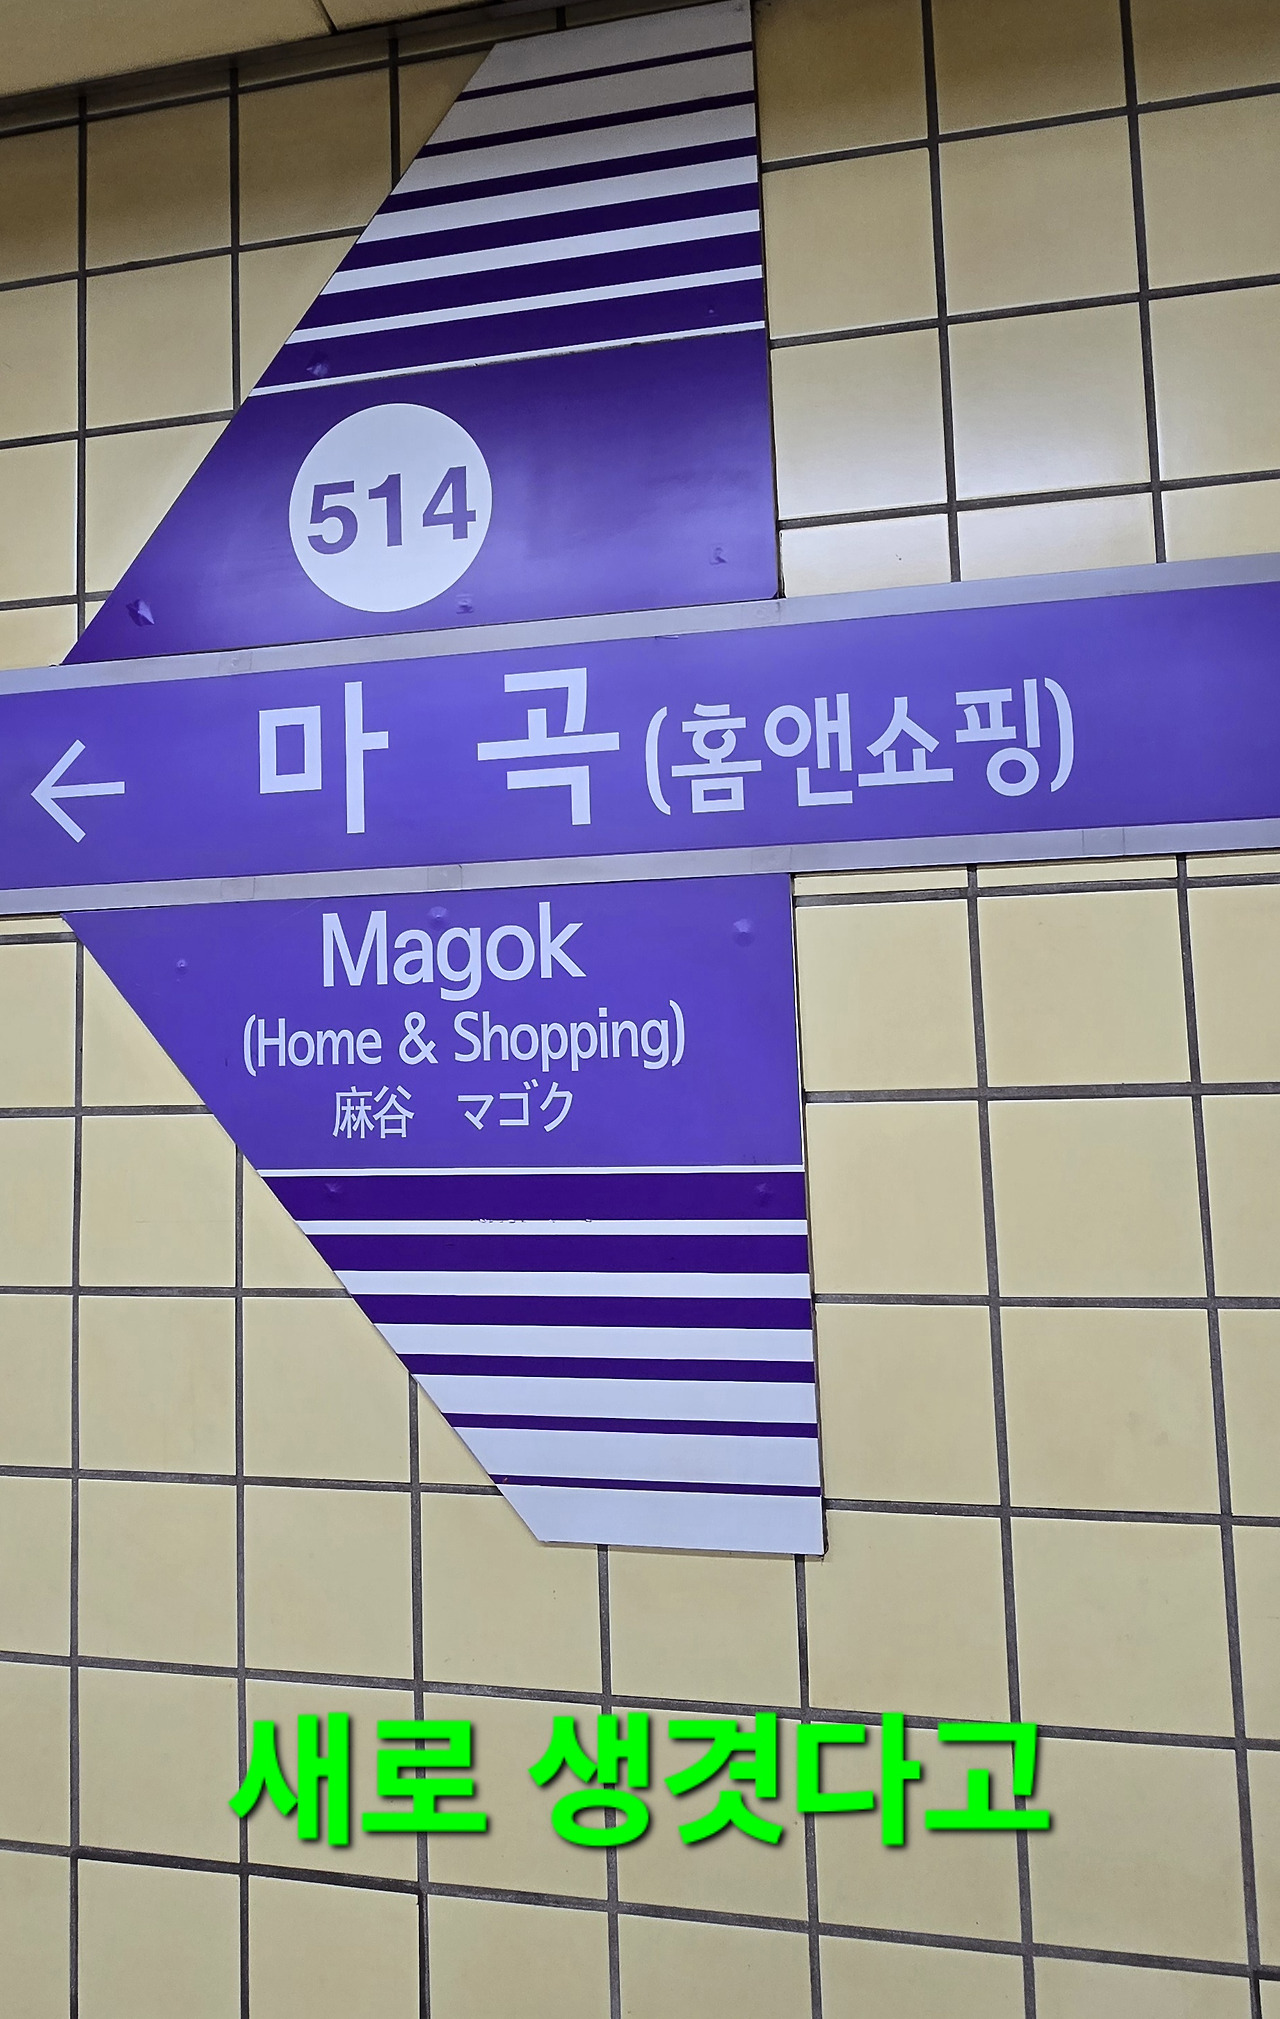 514
← 마 곡 (홈앤쇼핑)
Magok
(Home & Shopping)
麻谷 マゴク
새로 생겻다고